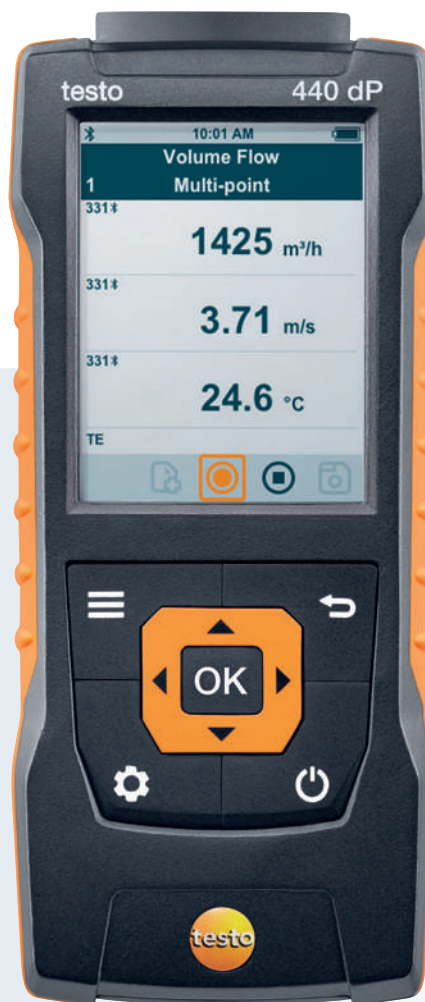 testo 440 dP
10:01 AM
Volume Flow
1 Multi-point
331
1425 m³/h
331
3.71 m/s
331
24.6 °C
TE
OK
testo